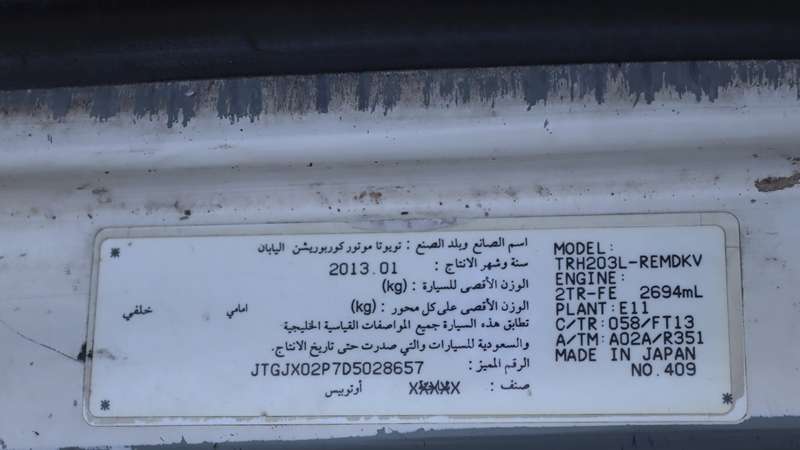 اسم الصانع وبلد الصنع : تويوتا موتور كوربوريشن اليابان
سنة وشهر الانتاج : 2013.01
الوزن الأقصى للسيارة : (kg)
الوزن الأقصى على كل محور : (kg) امامي خلفي
تطابق هذه السيارة جميع المواصفات القياسية الخليجية
والسعودية للسيارات والتي صدرت حتى تاريخ الانتاج.
الرقم المميز : JTGJX02P7D5028657
صنف : XXXXX أوتوبيس
MODEL:
TRH203L-REMDKV
ENGINE:
2TR-FE 2694mL
PLANT:E11
C/TR:058/FT13
A/TM:A02A/R351
MADE IN JAPAN
NO.409